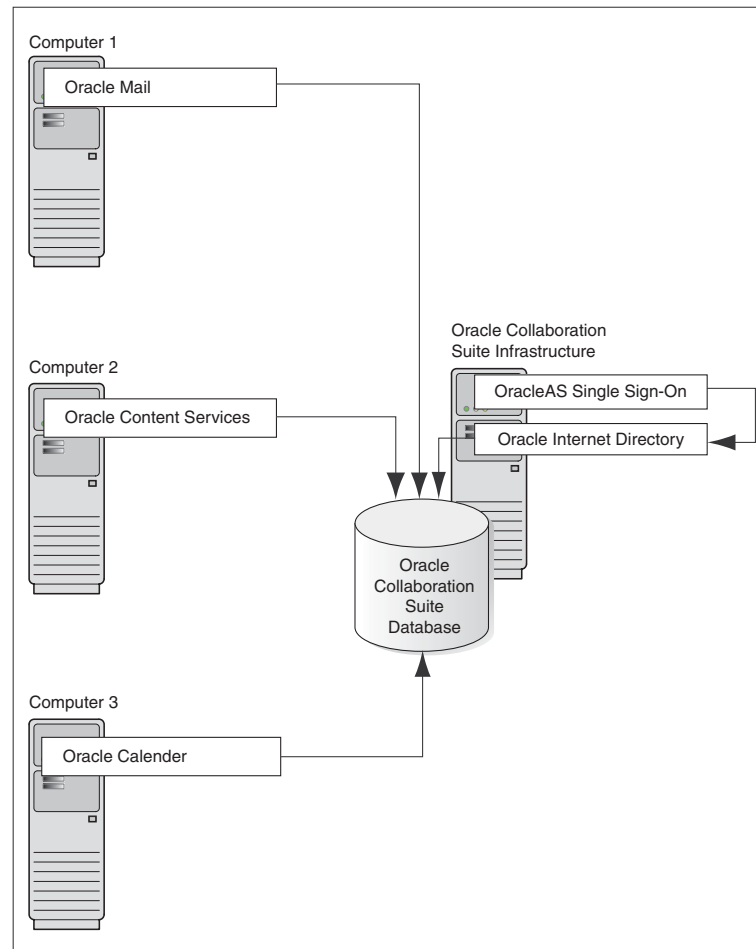 Computer 1
Oracle Mail
Oracle Collaboration
Suite Infrastructure
OracleAS Single Sign-On
Oracle Internet Directory
Computer 2
Oracle Content Services
Oracle
Collaboration
Suite
Database
Computer 3
Oracle Calender